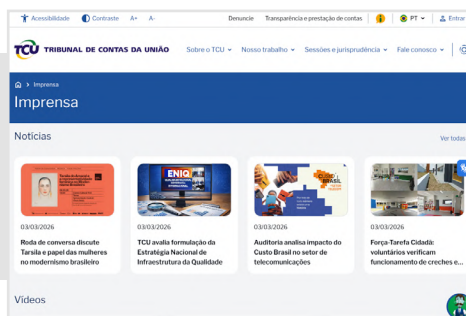 Acessibilidade Contraste A+ A- Denuncie Transparência e prestação de contas PT Entrar
TCU TRIBUNAL DE CONTAS DA UNIÃO Sobre o TCU Nosso trabalho Sessões e jurisprudência Fale conosco
> Imprensa
Imprensa
Notícias
Ver todas
ENIQ
CUSTO BRASIL
03/03/2026 03/03/2026 03/03/2026 03/03/2026
Roda de conversa discute TCU avalia formulação da Auditoria analisa impacto do Força-Tarefa Cidadã:
Tarsila e papel das mulheres Estratégia Nacional de Custo Brasil no setor de voluntários verificam
no modernismo brasileiro Infraestrutura da Qualidade telecomunicações funcionamento de creches e...
Vídeos